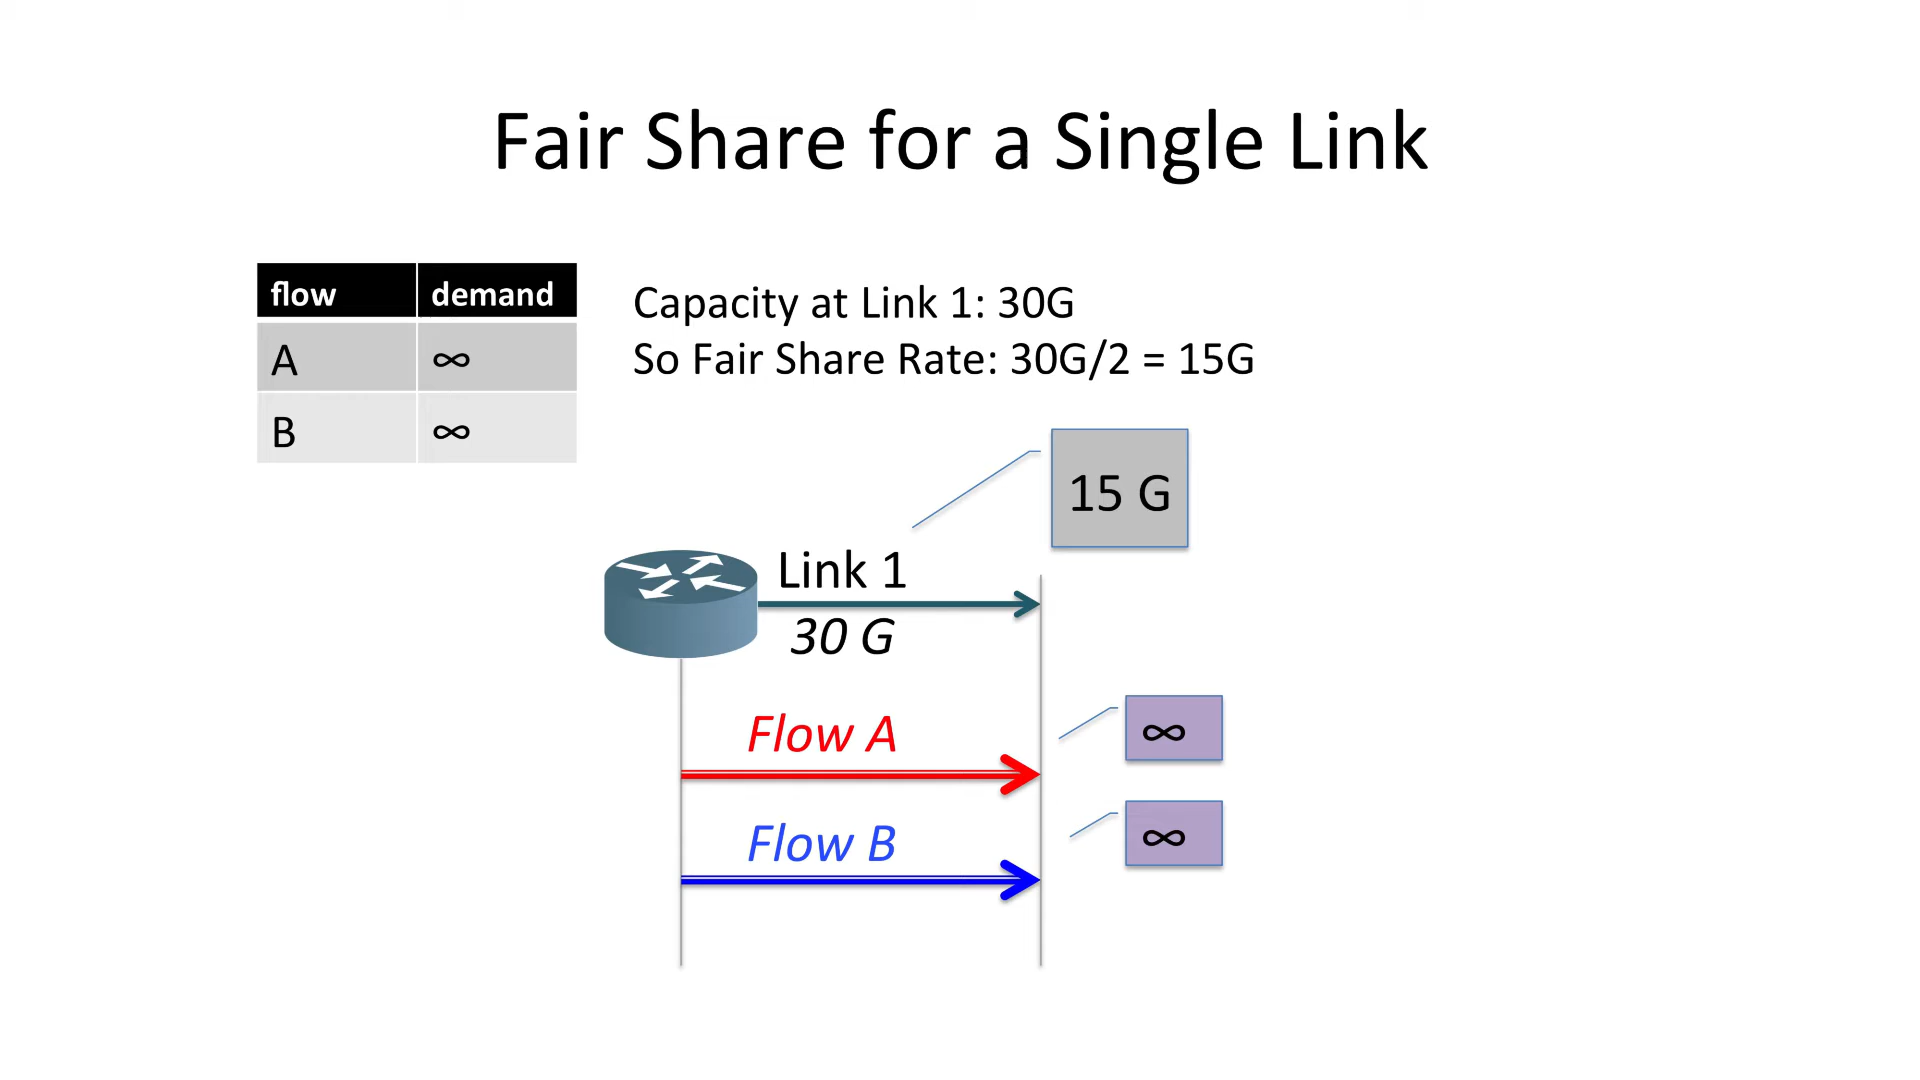 Fair Share for a Single Link
flow demand
A ∞
B ∞
Capacity at Link 1: 30G
So Fair Share Rate: 30G/2 = 15G
15 G
Link 1
30 G
Flow A
∞
Flow B
∞